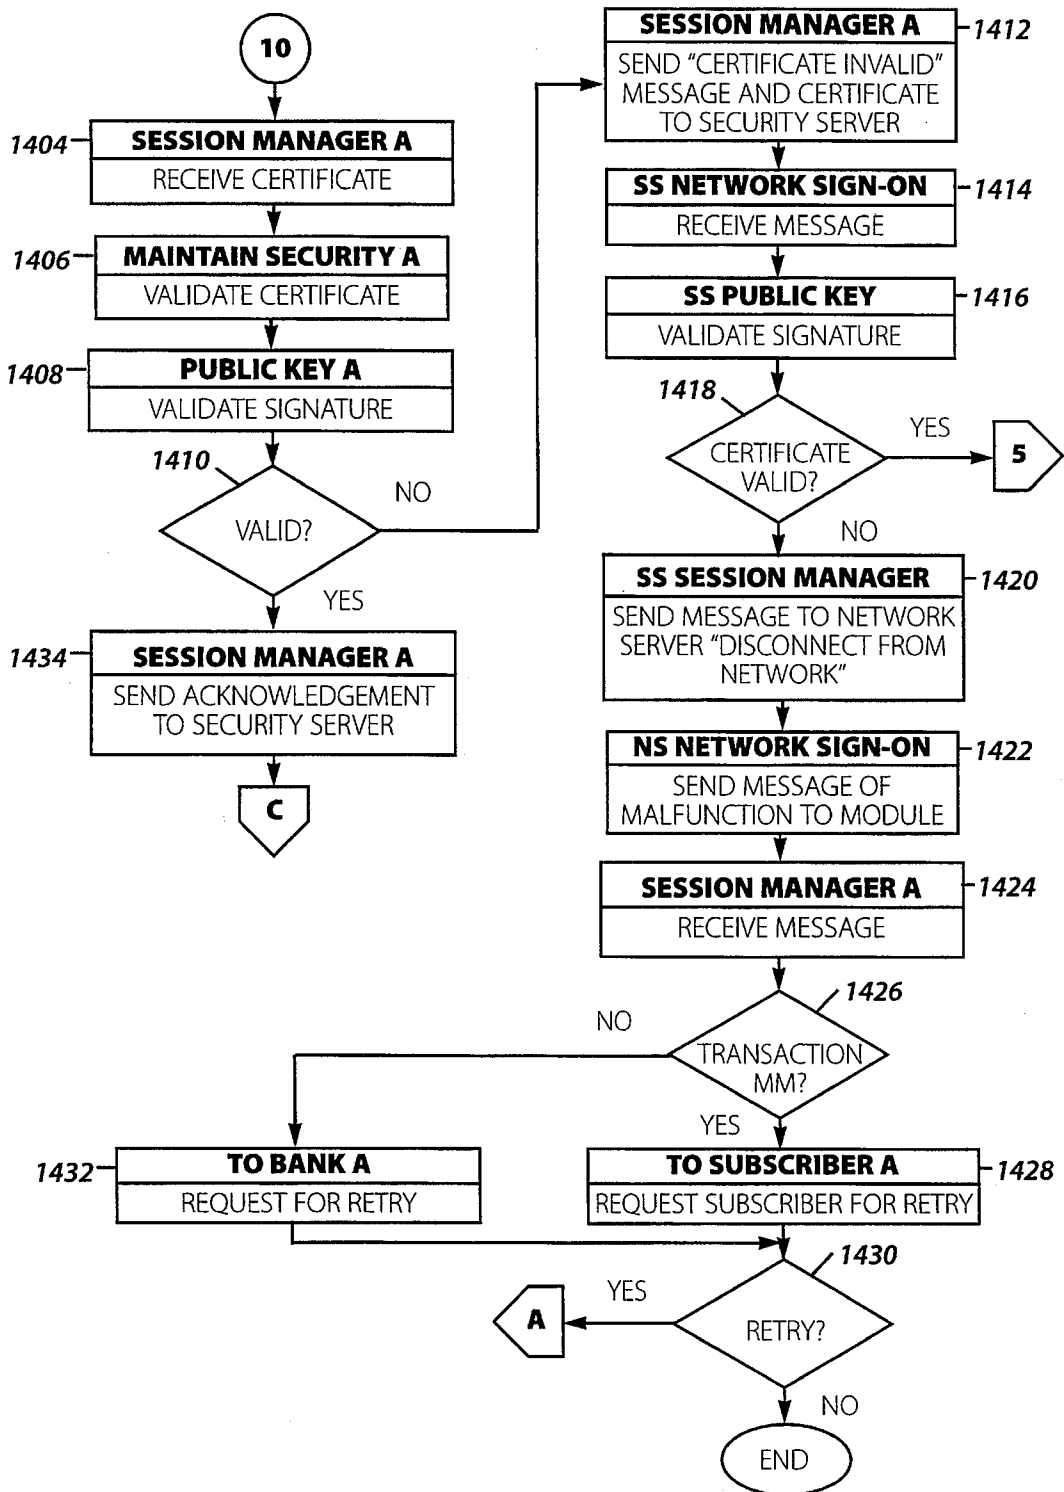 10
1404
SESSION MANAGER A
RECEIVE CERTIFICATE
1406
MAINTAIN SECURITY A
VALIDATE CERTIFICATE
1408
PUBLIC KEY A
VALIDATE SIGNATURE
1410
VALID?
NO
YES
1434
SESSION MANAGER A
SEND ACKNOWLEDGEMENT
TO SECURITY SERVER
C
SESSION MANAGER A
1412
SEND "CERTIFICATE INVALID"
MESSAGE AND CERTIFICATE
TO SECURITY SERVER
SS NETWORK SIGN-ON
1414
RECEIVE MESSAGE
SS PUBLIC KEY
1416
VALIDATE SIGNATURE
1418
CERTIFICATE
VALID?
YES
5
NO
SS SESSION MANAGER
1420
SEND MESSAGE TO NETWORK
SERVER "DISCONNECT FROM
NETWORK"
NS NETWORK SIGN-ON
1422
SEND MESSAGE OF
MALFUNCTION TO MODULE
SESSION MANAGER A
1424
RECEIVE MESSAGE
1426
TRANSACTION
MM?
NO
YES
1432
TO BANK A
REQUEST FOR RETRY
TO SUBSCRIBER A
1428
REQUEST SUBSCRIBER FOR RETRY
1430
RETRY?
YES
A
NO
END